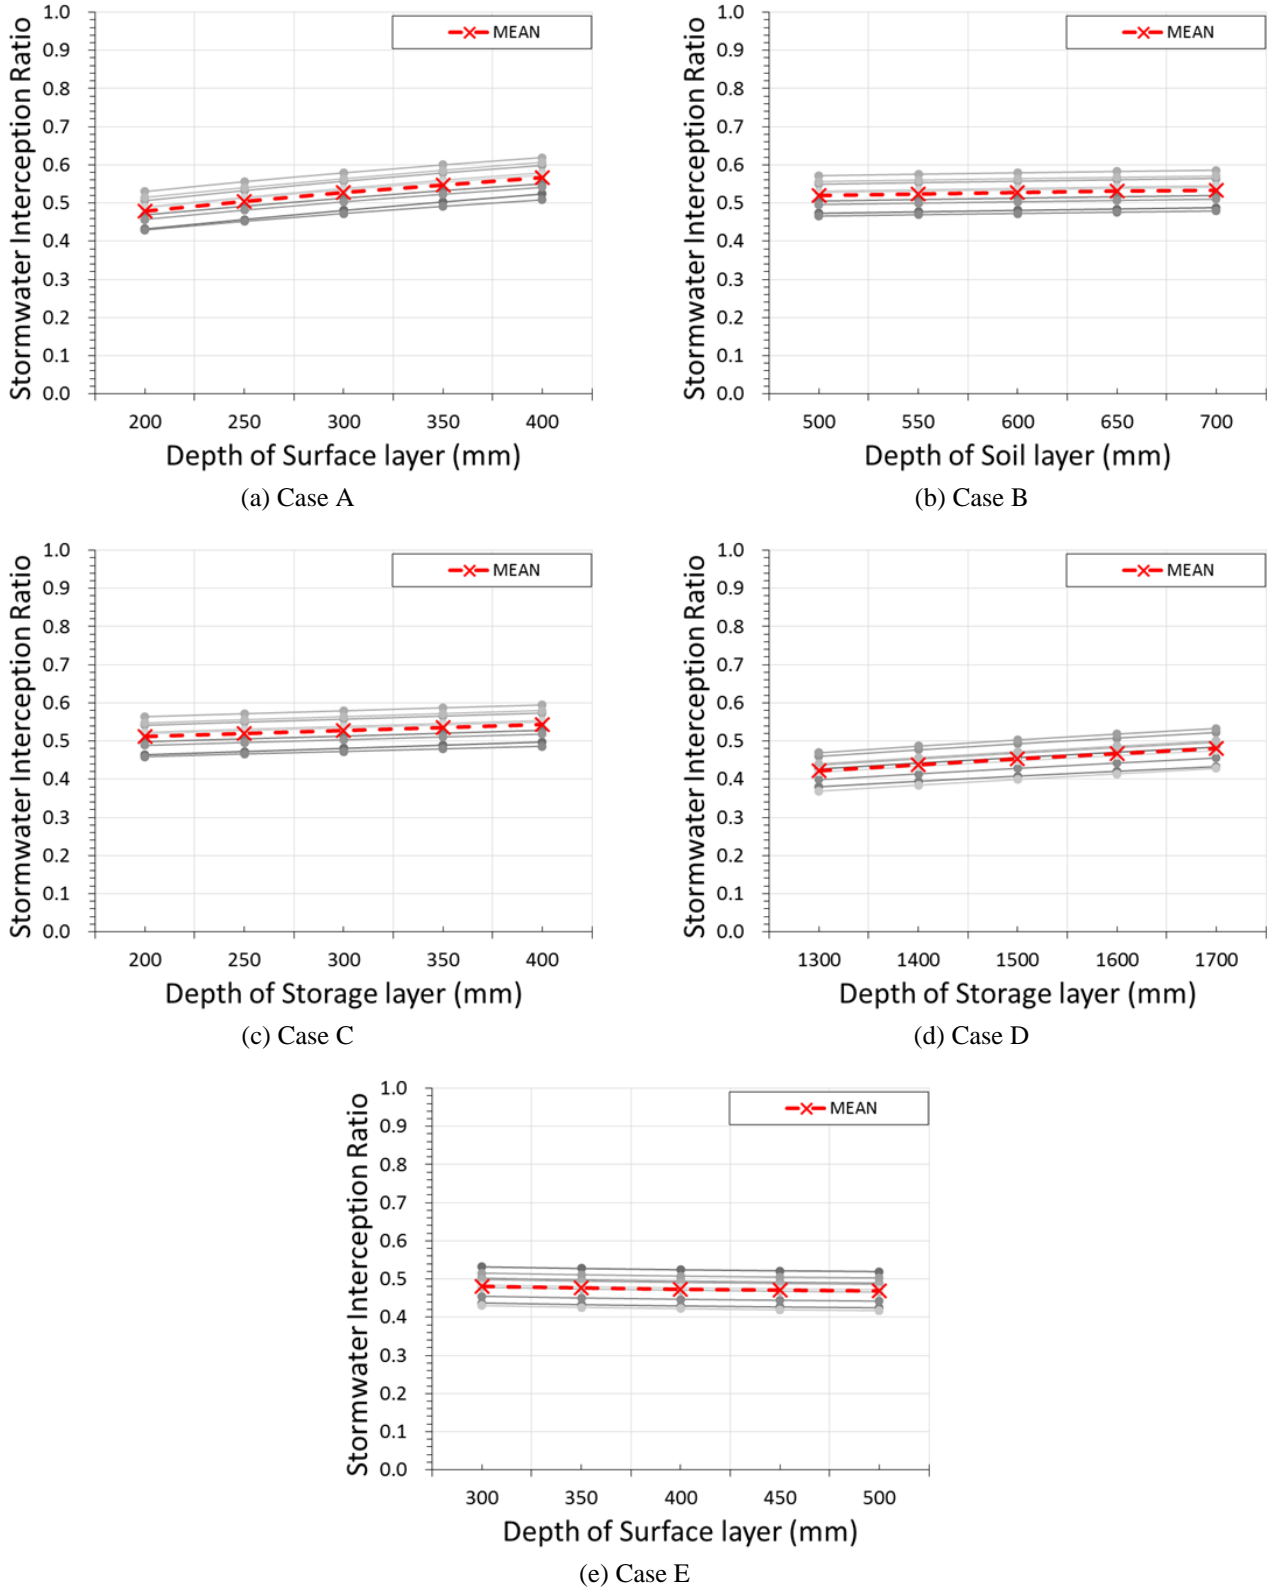 Stormwater Interception Ratio
1.0
0.9
0.8
0.7
0.6
0.5
0.4
0.3
0.2
0.1
0.0
MEAN
200 250 300 350 400
Depth of Surface layer (mm)
(a) Case A
Stormwater Interception Ratio
1.0
0.9
0.8
0.7
0.6
0.5
0.4
0.3
0.2
0.1
0.0
MEAN
500 550 600 650 700
Depth of Soil layer (mm)
(b) Case B
Stormwater Interception Ratio
1.0
0.9
0.8
0.7
0.6
0.5
0.4
0.3
0.2
0.1
0.0
MEAN
200 250 300 350 400
Depth of Storage layer (mm)
(c) Case C
Stormwater Interception Ratio
1.0
0.9
0.8
0.7
0.6
0.5
0.4
0.3
0.2
0.1
0.0
MEAN
1300 1400 1500 1600 1700
Depth of Storage layer (mm)
(d) Case D
Stormwater Interception Ratio
1.0
0.9
0.8
0.7
0.6
0.5
0.4
0.3
0.2
0.1
0.0
MEAN
300 350 400 450 500
Depth of Surface layer (mm)
(e) Case E